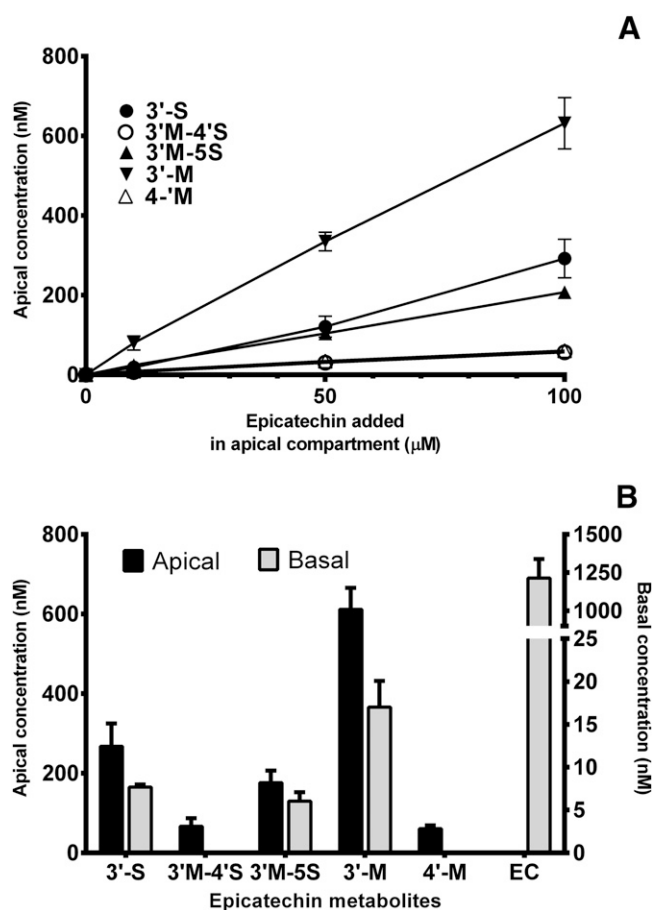 A
800
600
400
200
0
Apical concentration (nM)
3'-S
3'M-4'S
3'M-5S
3'-M
4-'M
0 50 100
Epicatechin added
in apical compartment (μM)
B
800
600
400
200
0
Apical concentration (nM)
Apical Basal
1500
1250
1000
25
20
15
10
5
0
Basal concentration
(nM)
3'-S 3'M-4'S 3'M-5S 3'-M 4'-M EC
Epicatechin metabolites